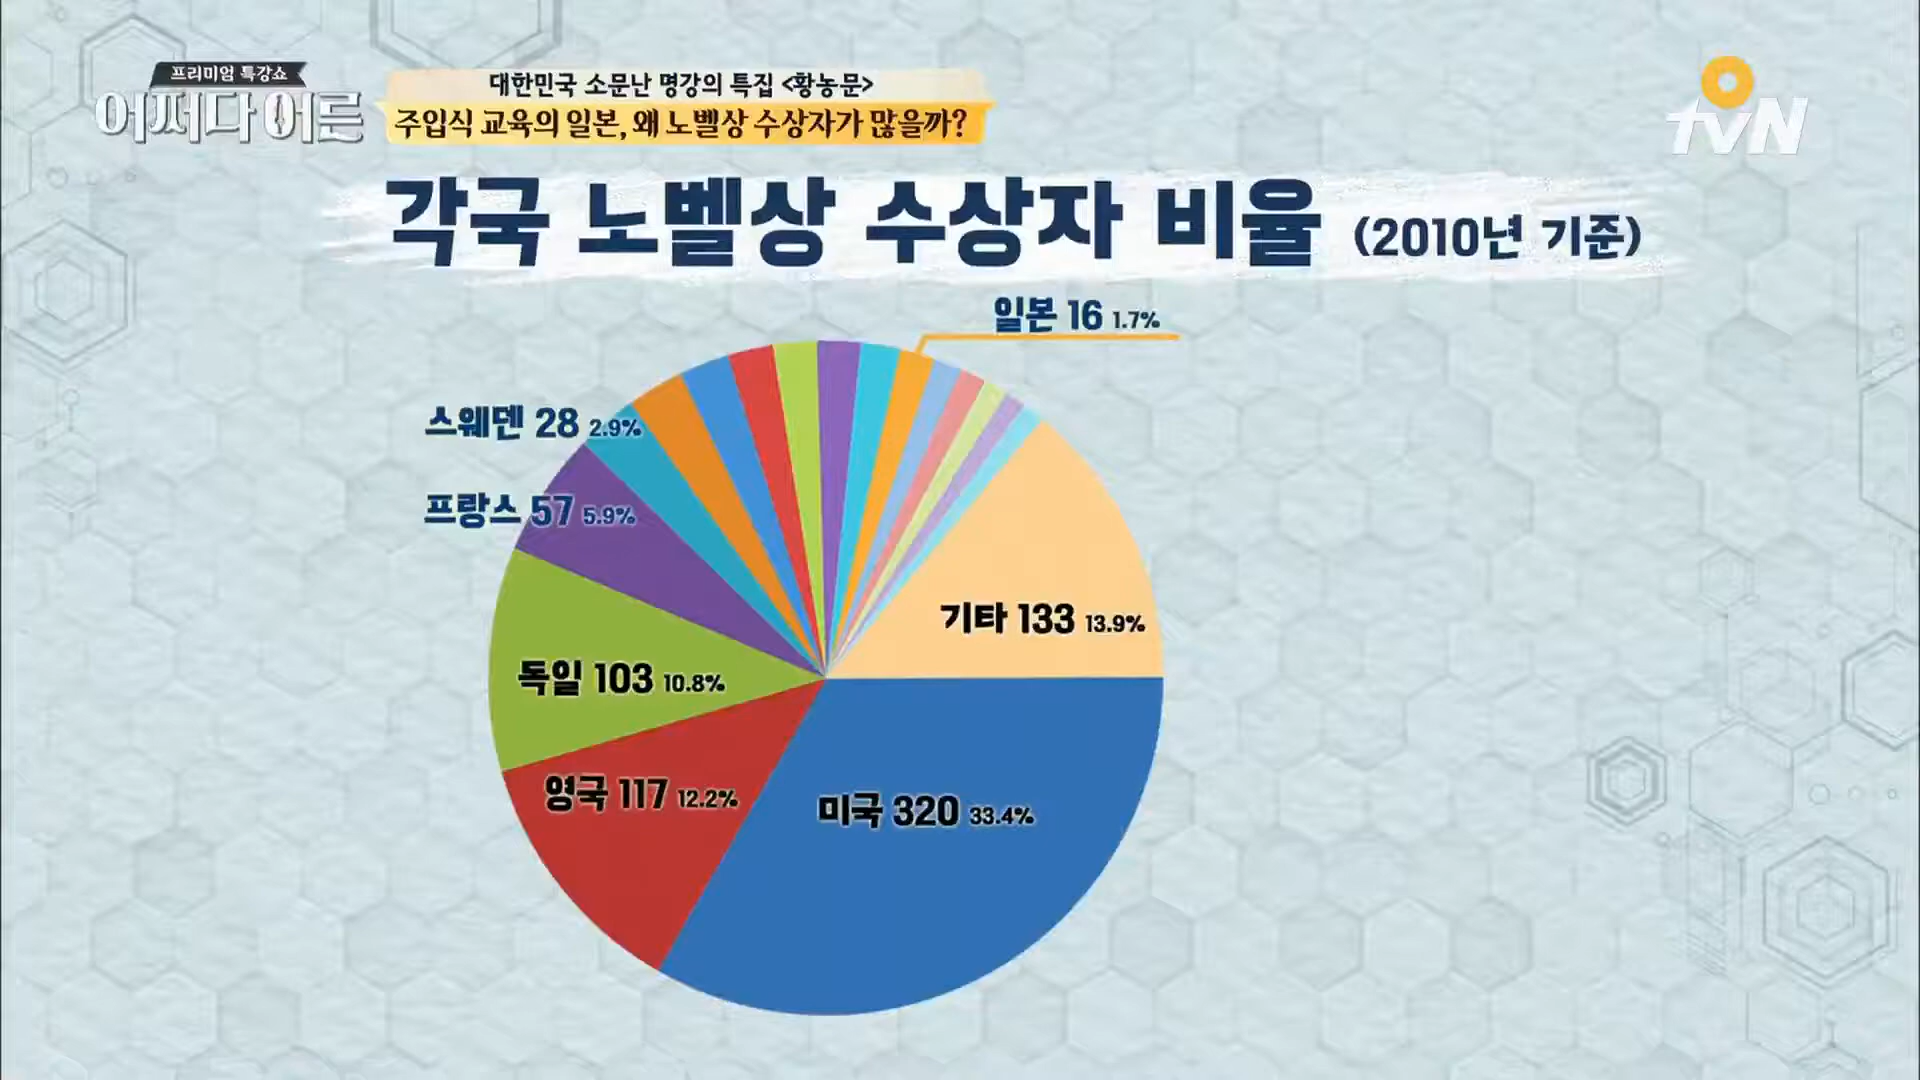 프리미엄 특강쇼
어쩌다 어른
대한민국 소문난 명강의 특집 <황농문>
주입식 교육의 일본, 왜 노벨상 수상자가 많을까?
tvN
각국 노벨상 수상자 비율 (2010년 기준)
일본 16 1.7%
스웨덴 28 2.9%
프랑스 57 5.9%
기타 133 13.9%
독일 103 10.8%
영국 117 12.2%
미국 320 33.4%